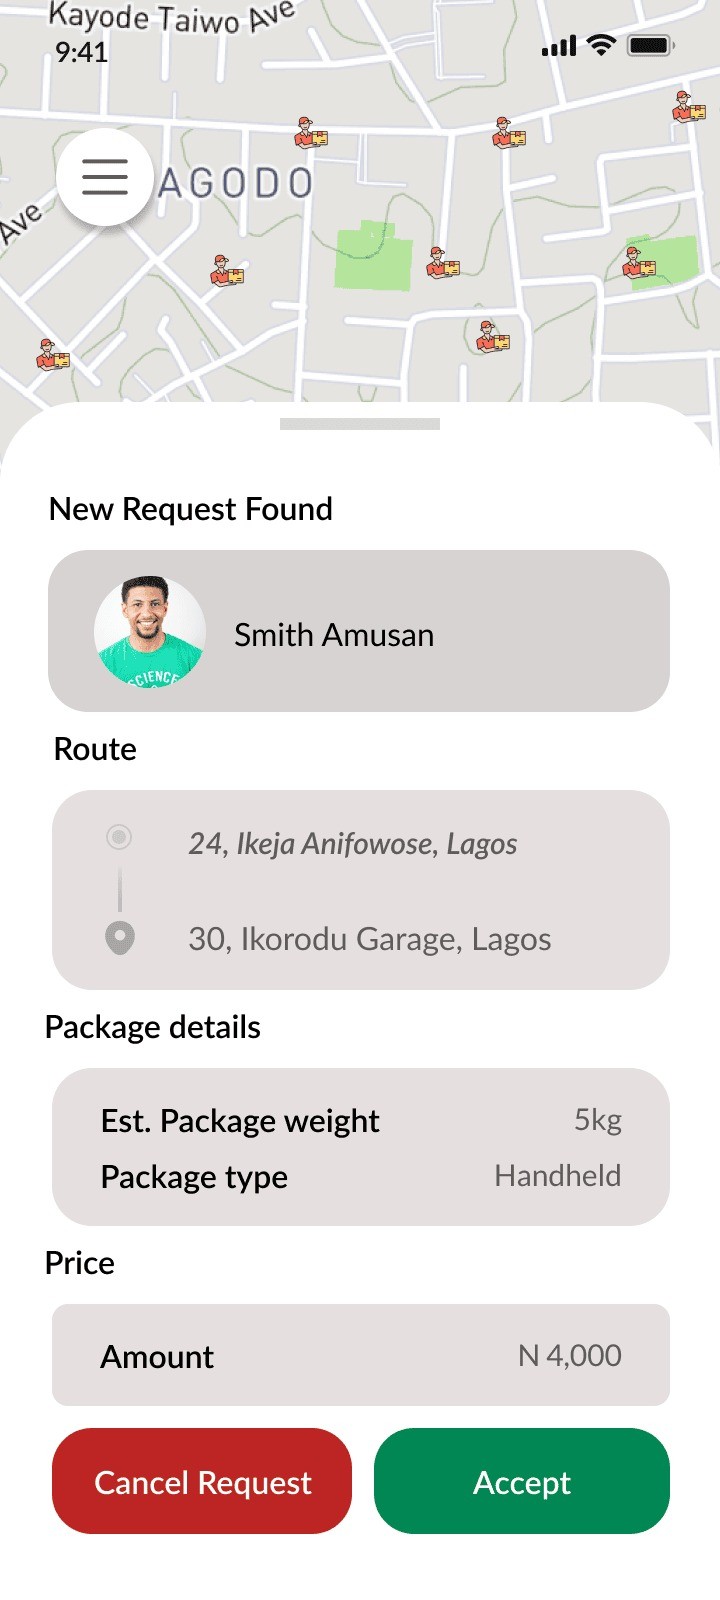 Kayode Taiwo Ave
9:41
AGODO
Ave
New Request Found
Smith Amusan
SCIENCE
Route
24, Ikeja Anifowose, Lagos
30, Ikorodu Garage, Lagos
Package details
Est. Package weight 5kg
Package type Handheld
Price
Amount N 4,000
Cancel Request Accept